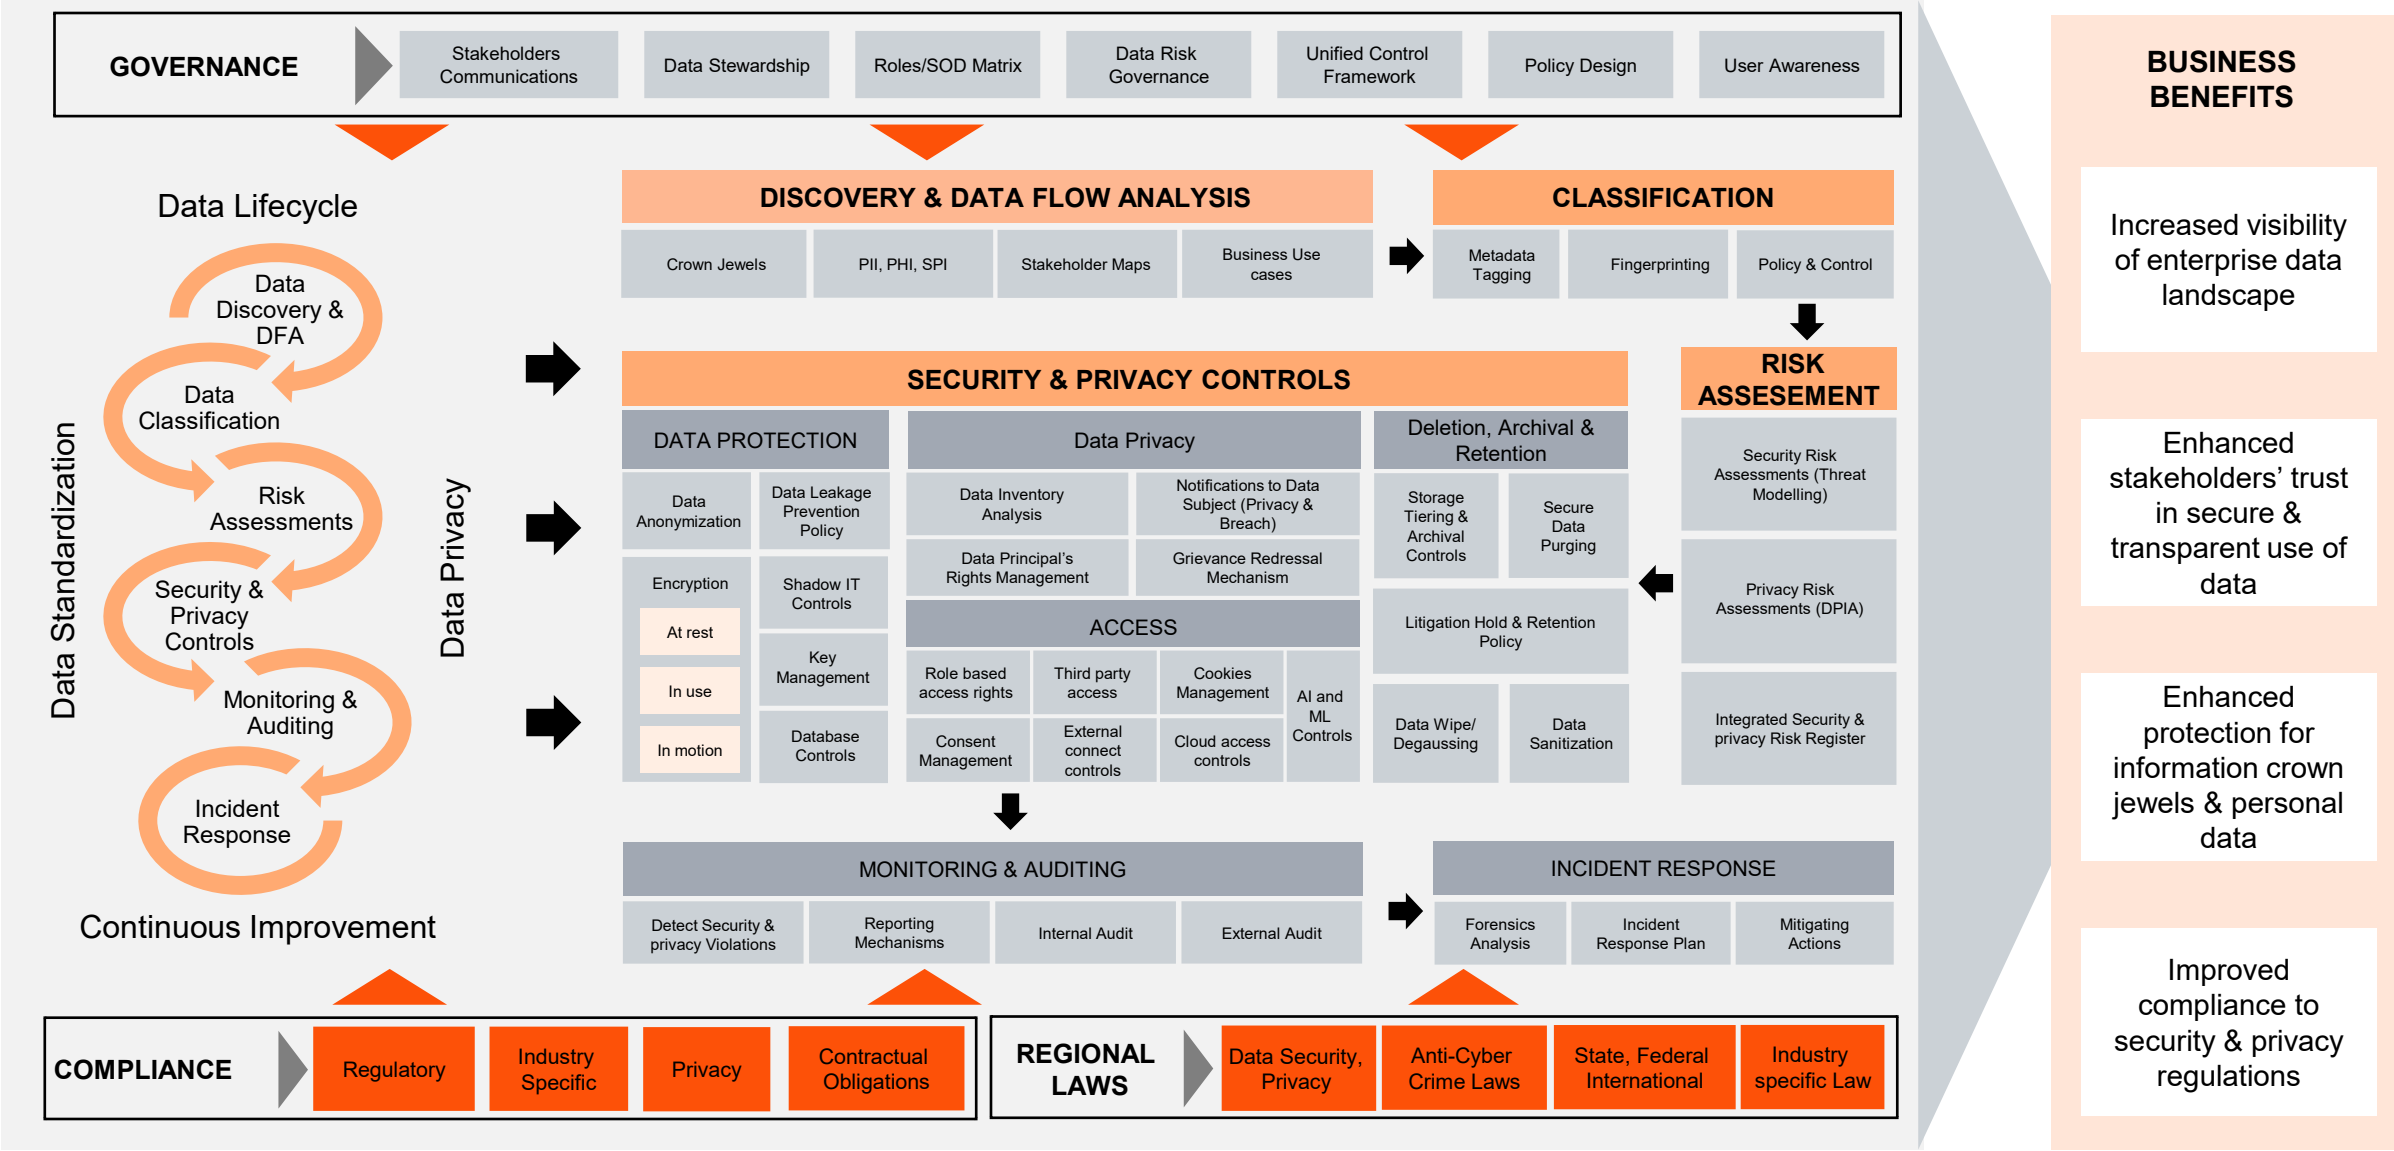 GOVERNANCE
Stakeholders
Communications
Data Stewardship
Roles/SOD Matrix
Data Risk
Governance
Unified Control
Framework
Policy Design
User Awareness
Data Lifecycle
Data
Discovery &
DFA
Data
Classification
Risk
Assessments
Security &
Privacy
Controls
Monitoring &
Auditing
Incident
Response
Data Standardization
Data Privacy
Continuous Improvement
DISCOVERY & DATA FLOW ANALYSIS
Crown Jewels
PII, PHI, SPI
Stakeholder Maps
Business Use
cases
CLASSIFICATION
Metadata
Tagging
Fingerprinting
Policy & Control
SECURITY & PRIVACY CONTROLS
DATA PROTECTION
Data
Anonymization
Data Leakage
Prevention
Policy
Encryption
At rest
In use
In motion
Shadow IT
Controls
Key
Management
Database
Controls
Data Privacy
Data Inventory
Analysis
Notifications to Data
Subject (Privacy &
Breach)
Data Principal’s
Rights Management
Grievance Redressal
Mechanism
ACCESS
Role based
access rights
Third party
access
Cookies
Management
AI and
ML
Controls
Consent
Management
External
connect
controls
Cloud access
controls
Deletion, Archival &
Retention
Storage
Tiering &
Archival
Controls
Secure
Data
Purging
Litigation Hold & Retention
Policy
Data Wipe/
Degaussing
Data
Sanitization
RISK
ASSESEMENT
Security Risk
Assessments (Threat
Modelling)
Privacy Risk
Assessments (DPIA)
Integrated Security &
privacy Risk Register
MONITORING & AUDITING
Detect Security &
privacy Violations
Reporting
Mechanisms
Internal Audit
External Audit
INCIDENT RESPONSE
Forensics
Analysis
Incident
Response Plan
Mitigating
Actions
COMPLIANCE
Regulatory
Industry
Specific
Privacy
Contractual
Obligations
REGIONAL
LAWS
Data Security,
Privacy
Anti-Cyber
Crime Laws
State, Federal
International
Industry
specific Law
BUSINESS
BENEFITS
Increased visibility
of enterprise data
landscape
Enhanced
stakeholders’ trust
in secure &
transparent use of
data
Enhanced
protection for
information crown
jewels & personal
data
Improved
compliance to
security & privacy
regulations